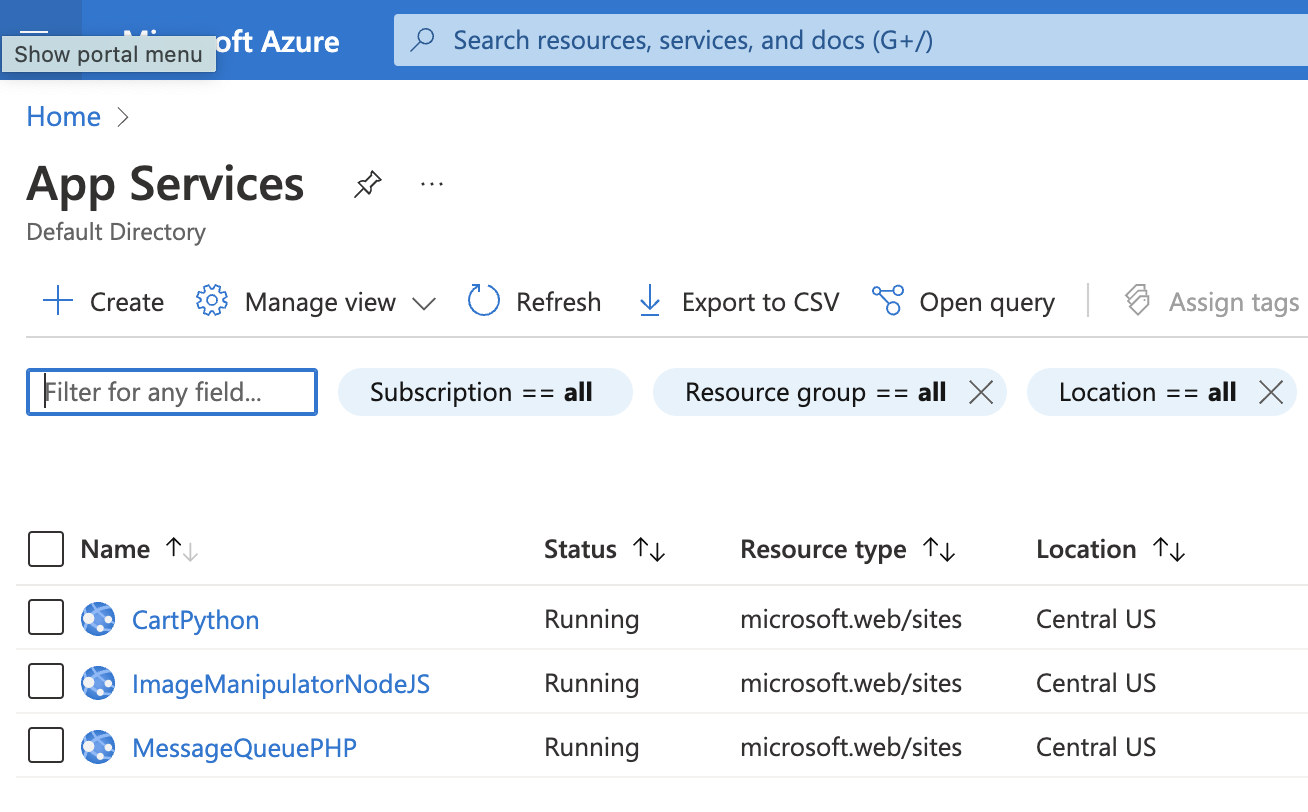 Show portal menu
oft Azure
Search resources, services, and docs (G+/)
Home
App Services
Default Directory
Create Manage view Refresh Export to CSV Open query Assign tags
Filter for any field... Subscription == all Resource group == all Location == all
Name Status Resource type Location
CartPython Running microsoft.web/sites Central US
ImageManipulatorNodeJS Running microsoft.web/sites Central US
MessageQueuePHP Running microsoft.web/sites Central US